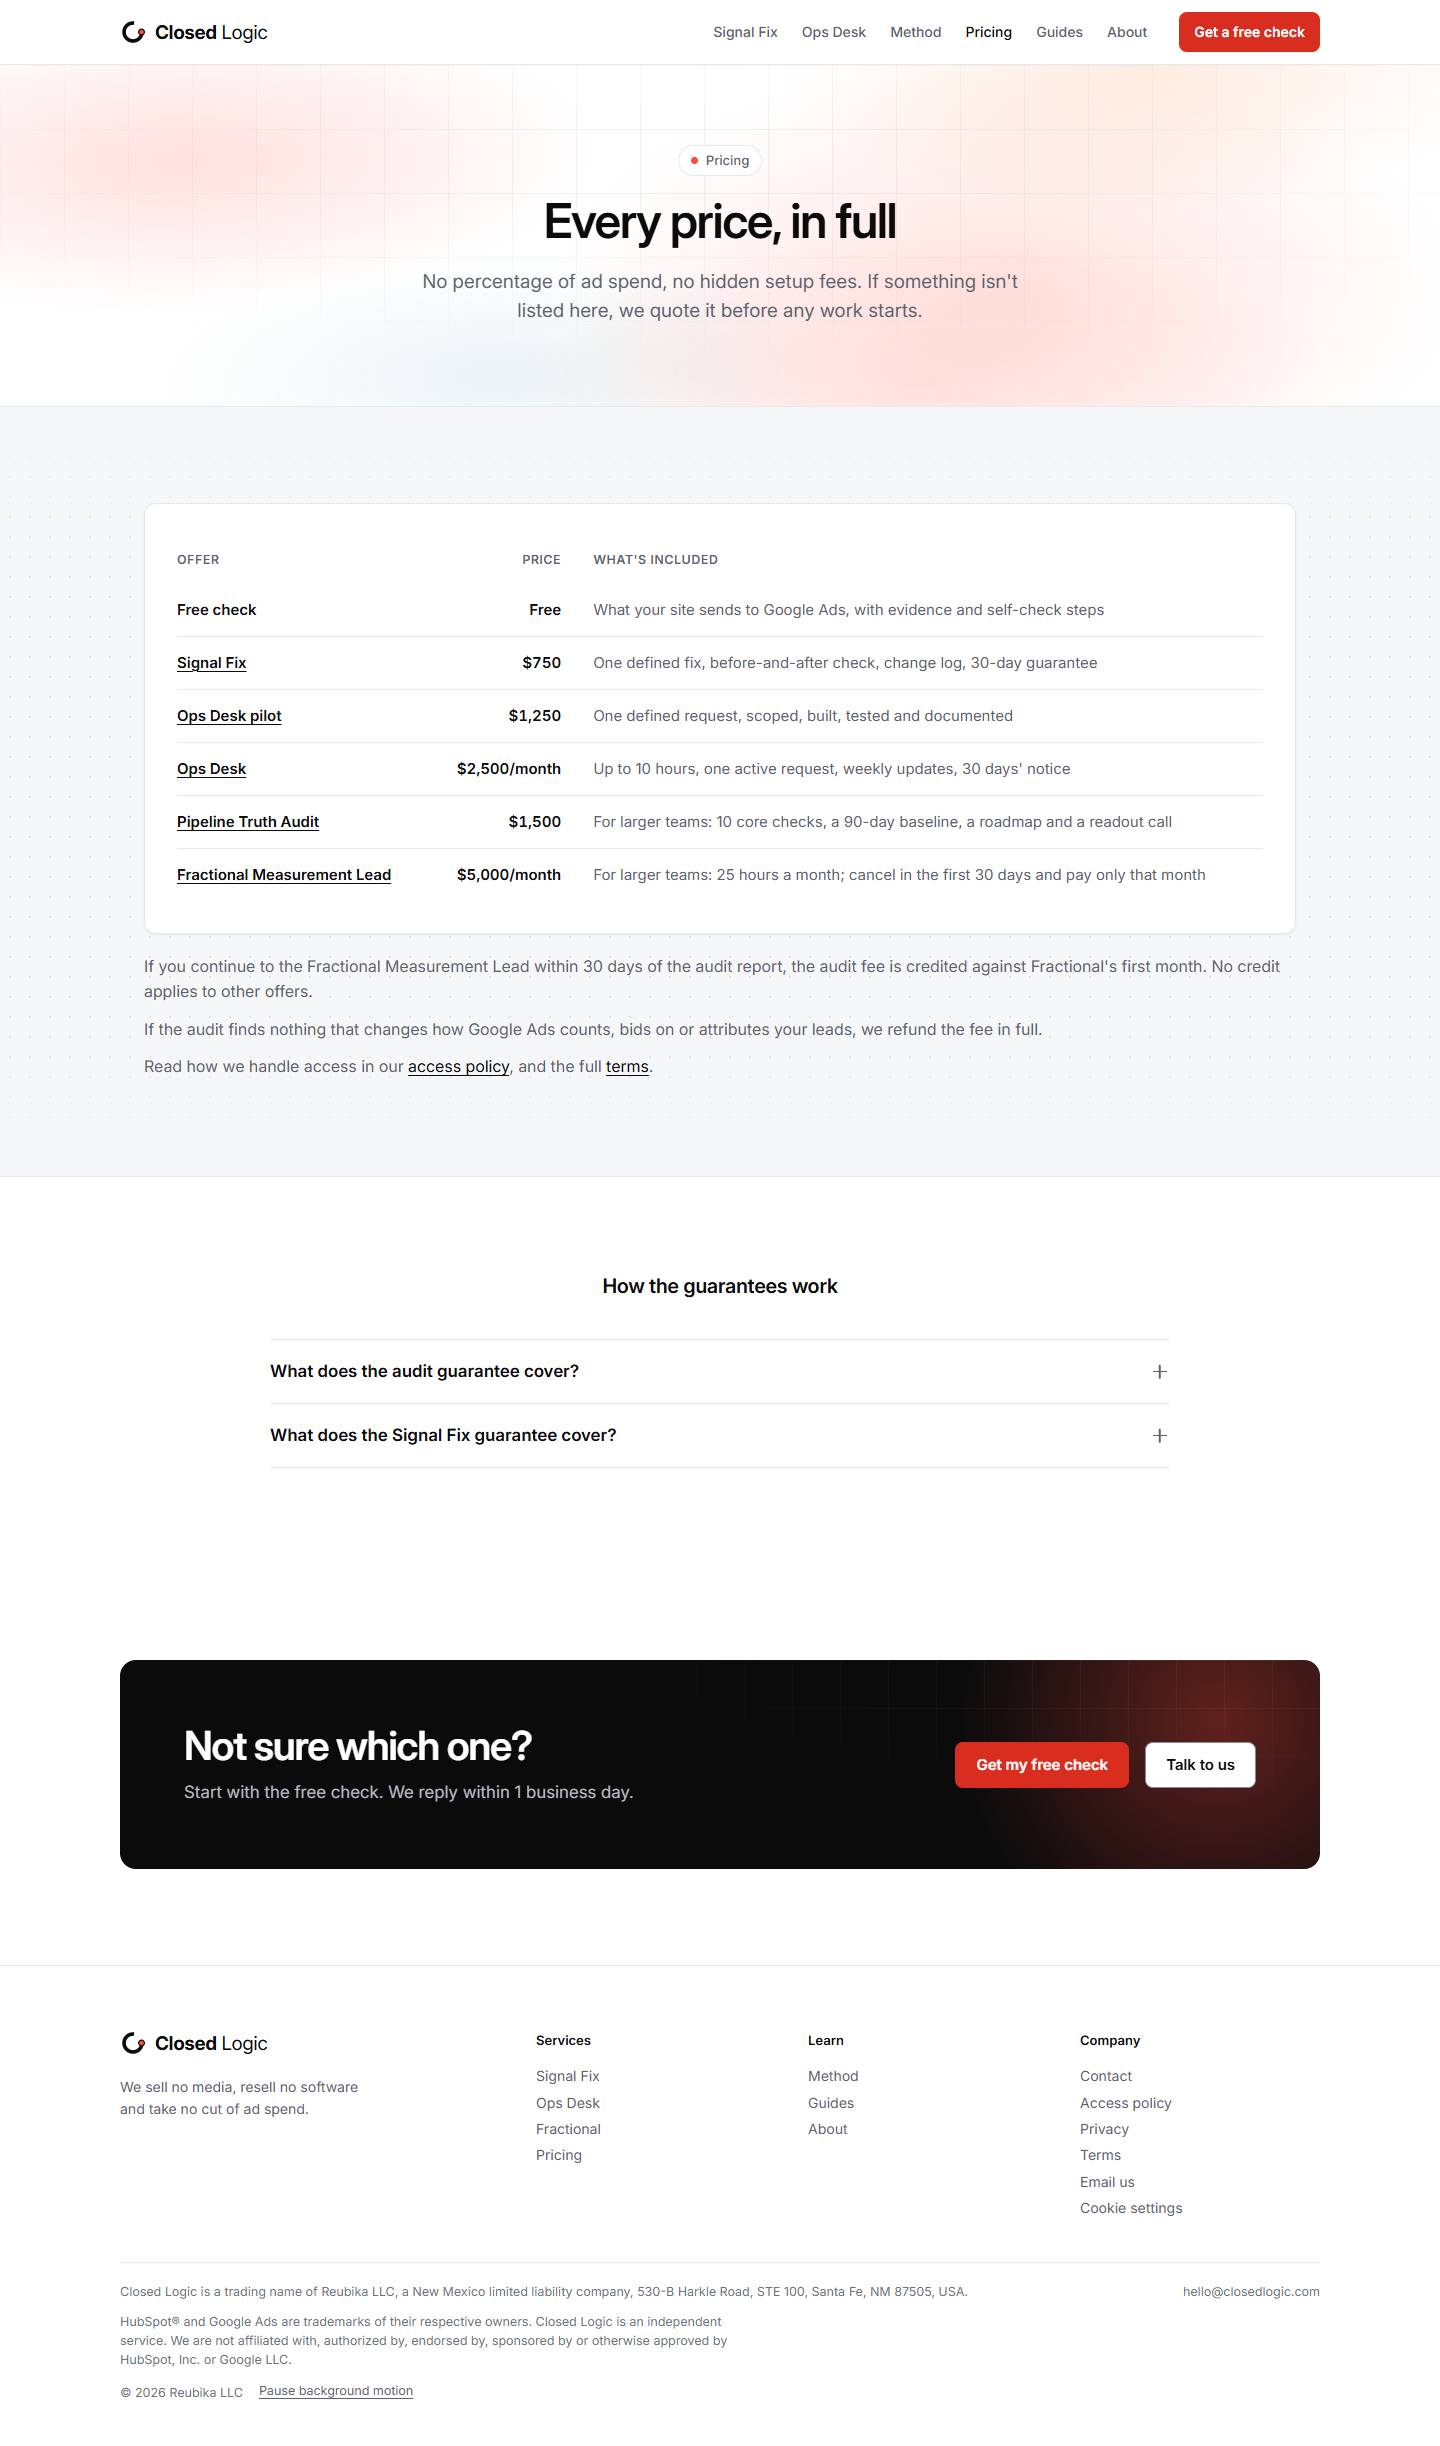 Closed Logic
Signal Fix
Ops Desk
Method
Pricing
Guides
About
Get a free check
Pricing
Every price, in full
No percentage of ad spend, no hidden setup fees. If something isn't
listed here, we quote it before any work starts.
OFFER PRICE WHAT'S INCLUDED
Free check Free What your site sends to Google Ads, with evidence and self-check steps
Signal Fix $750 One defined fix, before-and-after check, change log, 30-day guarantee
Ops Desk pilot $1,250 One defined request, scoped, built, tested and documented
Ops Desk $2,500/month Up to 10 hours, one active request, weekly updates, 30 days' notice
Pipeline Truth Audit $1,500 For larger teams: 10 core checks, a 90-day baseline, a roadmap and a readout call
Fractional Measurement Lead $5,000/month For larger teams: 25 hours a month; cancel in the first 30 days and pay only that month
If you continue to the Fractional Measurement Lead within 30 days of the audit report, the audit fee is credited against Fractional's first month. No credit
applies to other offers.
If the audit finds nothing that changes how Google Ads counts, bids on or attributes your leads, we refund the fee in full.
Read how we handle access in our access policy, and the full terms.
How the guarantees work
What does the audit guarantee cover?
What does the Signal Fix guarantee cover?
Not sure which one?
Start with the free check. We reply within 1 business day.
Get my free check
Talk to us
Closed Logic
We sell no media, resell no software
and take no cut of ad spend.
Services
Signal Fix
Ops Desk
Fractional
Pricing
Learn
Method
Guides
About
Company
Contact
Access policy
Privacy
Terms
Email us
Cookie settings
Closed Logic is a trading name of Reubika LLC, a New Mexico limited liability company, 530-B Harkle Road, STE 100, Santa Fe, NM 87505, USA.
hello@closedlogic.com
HubSpot® and Google Ads are trademarks of their respective owners. Closed Logic is an independent
service. We are not affiliated with, authorized by, endorsed by, sponsored by or otherwise approved by
HubSpot, Inc. or Google LLC.
© 2026 Reubika LLC
Pause background motion